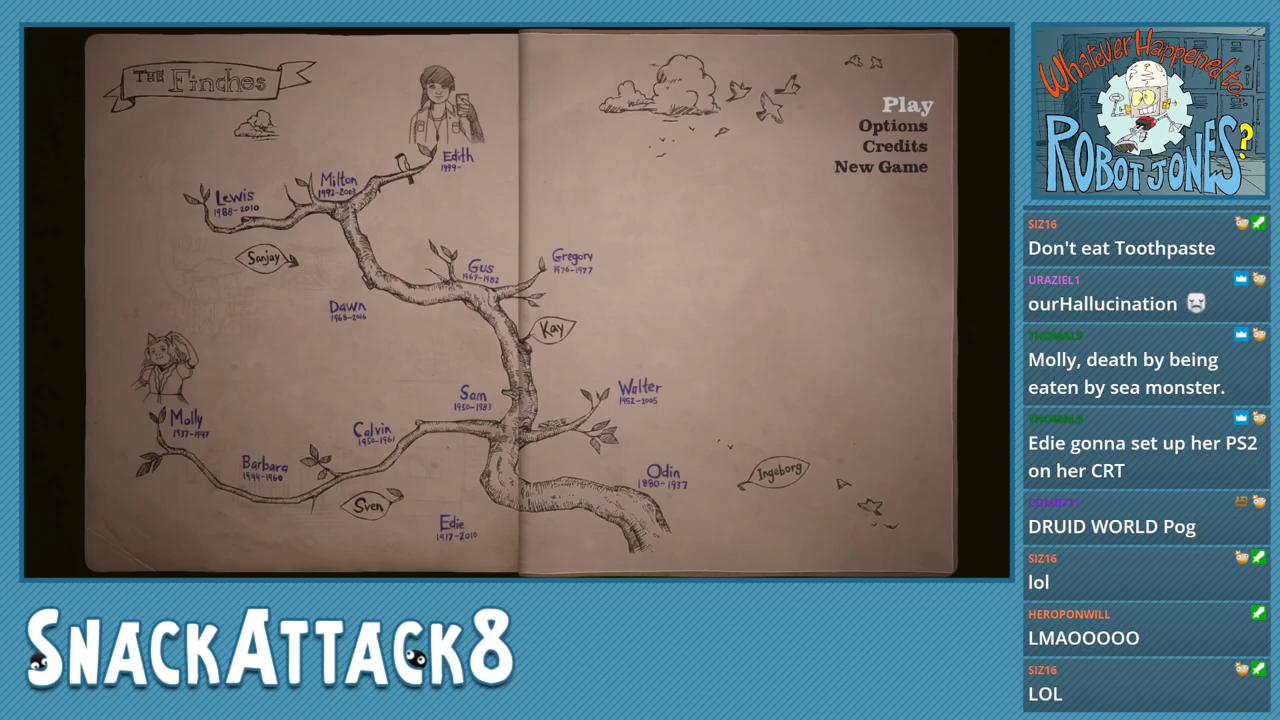 THE Finches
Edith
1999-
Milton
1992-2003
Lewis
1988-2010
Sanjay
Gus
1969-1982
Gregory
1976-1977
Dawn
1968-2016
Kay
Sam
1950-1983
Walter
1952-2005
Molly
1937-1947
Calvin
1950-1961
Barbara
1944-1960
Sven
Odin
1880-1937
Ingeborg
Edie
1917-2010
Play
Options
Credits
New Game
Whatever Happened to...
ROBOT JONES?
SIZ16
Don't eat Toothpaste
URAZIEL1
ourHallucination
Molly, death by being
eaten by sea monster.
Edie gonna set up her PS2
on her CRT
DRUID WORLD Pog
SIZ16
lol
HEROPONWILL
LMAOOOOO
SIZ16
LOL
SNACKATTACK8